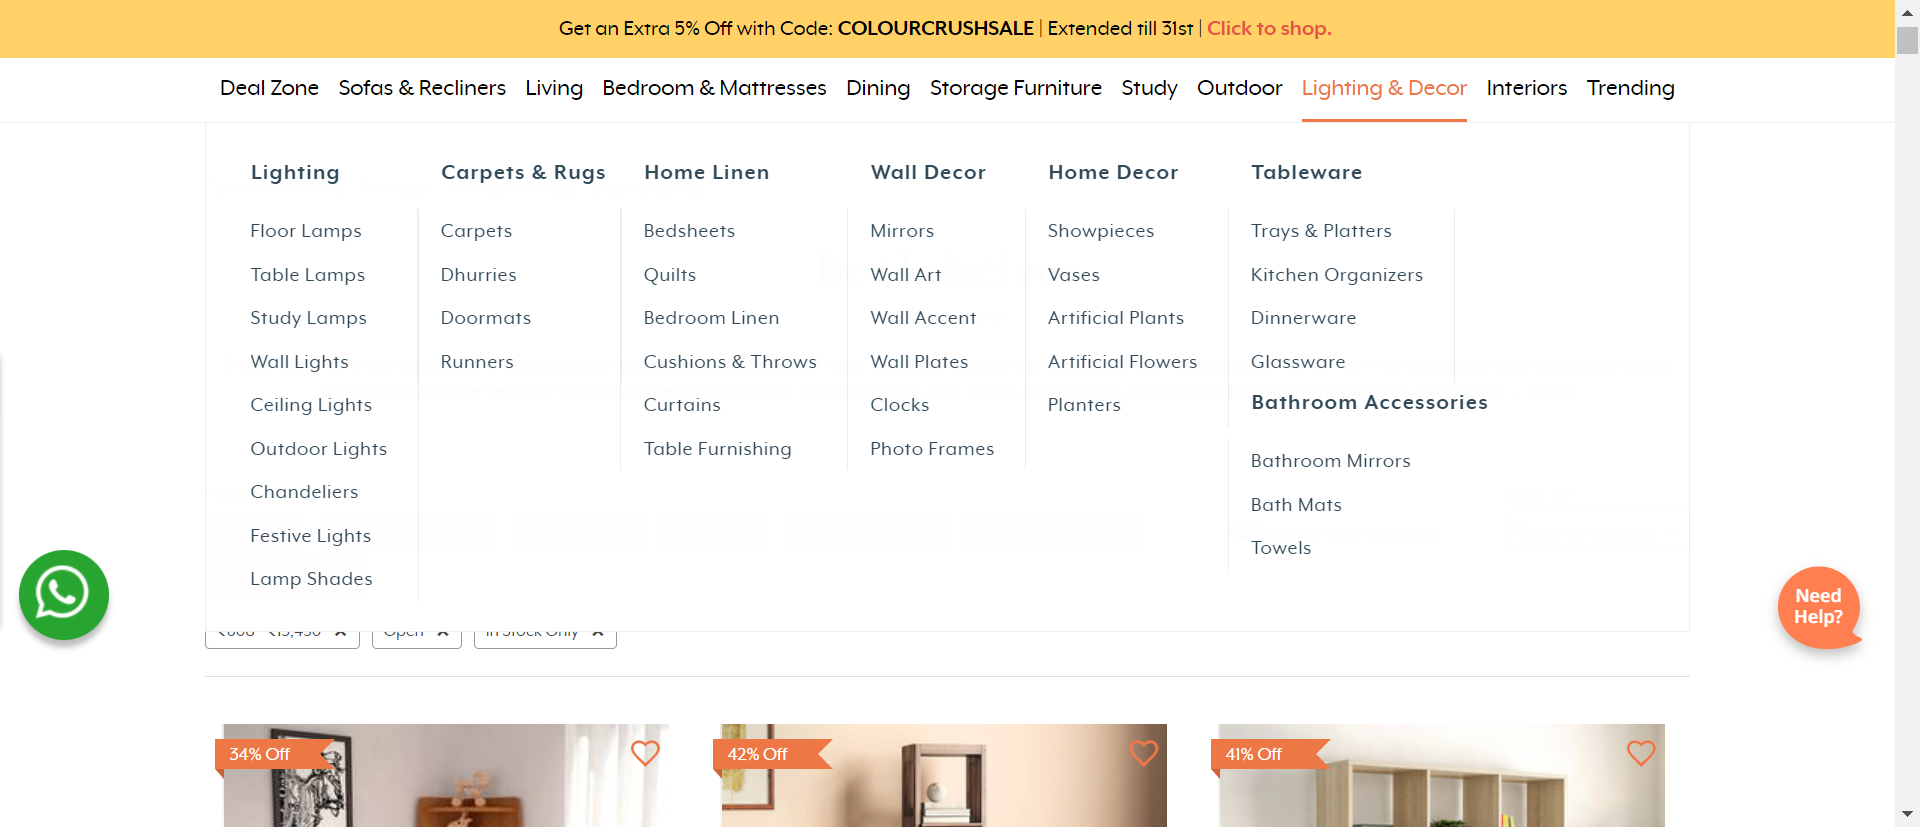 Get an Extra 5% Off with Code: COLOURCRUSHSALE | Extended till 31st | Click to shop.
Deal Zone Sofas & Recliners Living Bedroom & Mattresses Dining Storage Furniture Study Outdoor Lighting & Decor Interiors Trending
Lighting
Floor Lamps
Table Lamps
Study Lamps
Wall Lights
Ceiling Lights
Outdoor Lights
Chandeliers
Festive Lights
Lamp Shades
Carpets & Rugs
Carpets
Dhurries
Doormats
Runners
Home Linen
Bedsheets
Quilts
Bedroom Linen
Cushions & Throws
Curtains
Table Furnishing
Wall Decor
Mirrors
Wall Art
Wall Accent
Wall Plates
Clocks
Photo Frames
Home Decor
Showpieces
Vases
Artificial Plants
Artificial Flowers
Planters
Tableware
Trays & Platters
Kitchen Organizers
Dinnerware
Glassware
Bathroom Accessories
Bathroom Mirrors
Bath Mats
Towels
Need
Help?
Open In Stock Only
34% Off 42% Off 41% Off